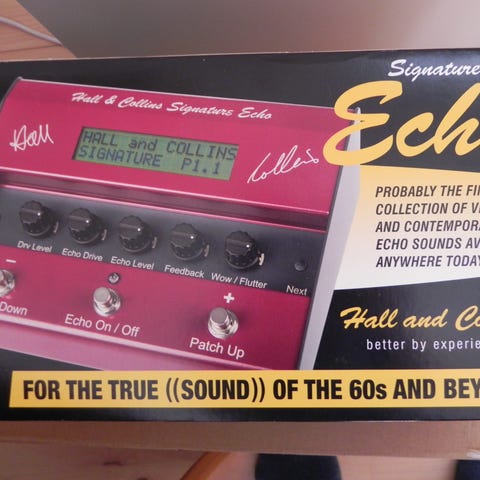 Signature
Ech
Hall & Collins Signature Echo
Hall
HALL and COLLINS
SIGNATURE P1.1
Collins
PROBABLY THE FI
COLLECTION OF V
AND CONTEMPORA
ECHO SOUNDS AV
ANYWHERE TODAY
Drv Level
Echo Drive
Echo Level
Feedback
Wow / Flutter
Next
–
+
Down
Echo On / Off
Patch Up
Hall and Co
better by experie
FOR THE TRUE ((SOUND)) OF THE 60s AND BEY